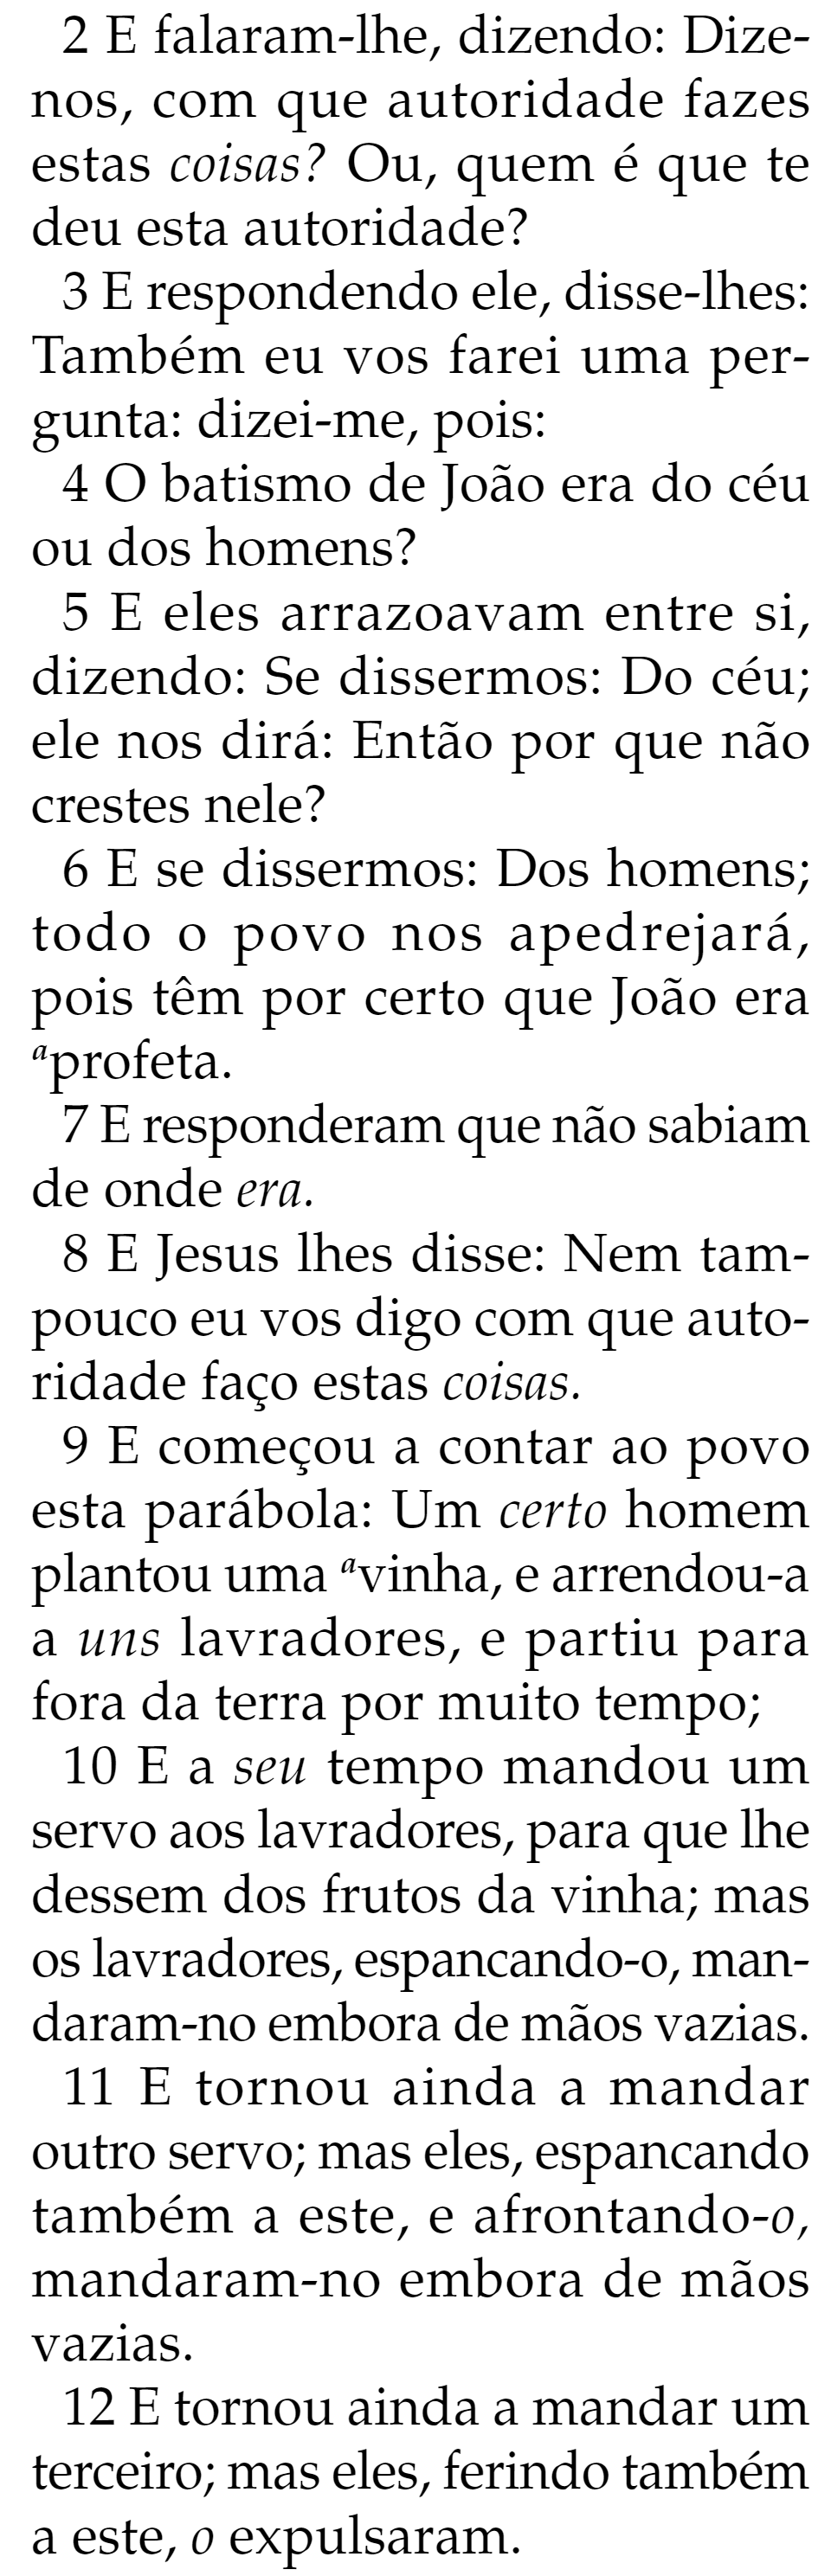 2 E falaram-lhe, dizendo: Dize-
nos, com que autoridade fazes
estas coisas? Ou, quem é que te
deu esta autoridade?
3 E respondendo ele, disse-lhes:
Também eu vos farei uma per-
gunta: dizei-me, pois:
4 O batismo de João era do céu
ou dos homens?
5 E eles arrazoavam entre si,
dizendo: Se dissermos: Do céu;
ele nos dirá: Então por que não
crestes nele?
6 E se dissermos: Dos homens;
todo o povo nos apedrejará,
pois têm por certo que João era
aprofeta.
7 E responderam que não sabiam
de onde era.
8 E Jesus lhes disse: Nem tam-
pouco eu vos digo com que auto-
ridade faço estas coisas.
9 E começou a contar ao povo
esta parábola: Um certo homem
plantou uma avinha, e arrendou-a
a uns lavradores, e partiu para
fora da terra por muito tempo;
10 E a seu tempo mandou um
servo aos lavradores, para que lhe
dessem dos frutos da vinha; mas
os lavradores, espancando-o, man-
daram-no embora de mãos vazias.
11 E tornou ainda a mandar
outro servo; mas eles, espancando
também a este, e afrontando-o,
mandaram-no embora de mãos
vazias.
12 E tornou ainda a mandar um
terceiro; mas eles, ferindo também
a este, o expulsaram.